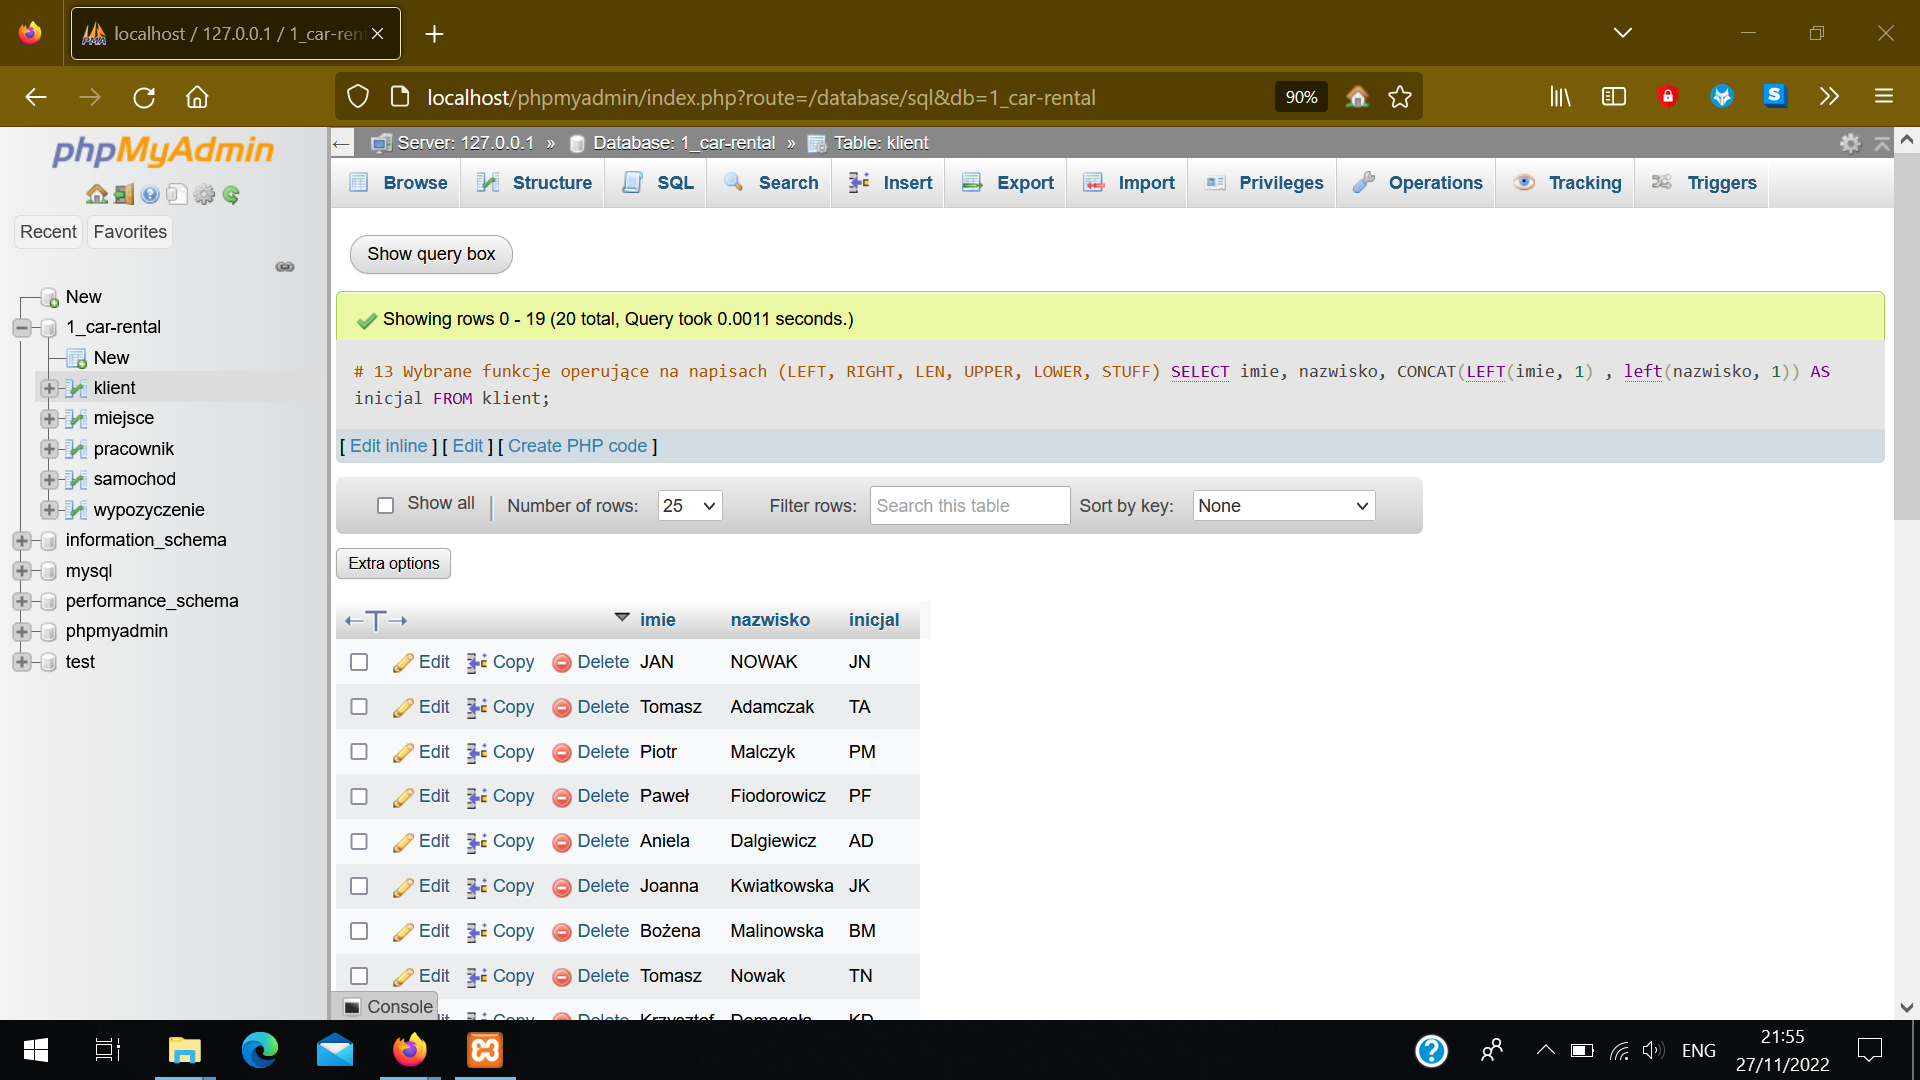 localhost / 127.0.0.1 / 1_car-ren
localhost/phpmyadmin/index.php?route=/database/sql&db=1_car-rental
90%
phpMyAdmin
Recent Favorites
New
1_car-rental
New
klient
miejsce
pracownik
samochod
wypozyczenie
information_schema
mysql
performance_schema
phpmyadmin
test
Server: 127.0.0.1 » Database: 1_car-rental » Table: klient
Browse Structure SQL Search Insert Export Import Privileges Operations Tracking Triggers
Show query box
Showing rows 0 - 19 (20 total, Query took 0.0011 seconds.)
# 13 Wybrane funkcje operujące na napisach (LEFT, RIGHT, LEN, UPPER, LOWER, STUFF) SELECT imie, nazwisko, CONCAT(LEFT(imie, 1) , left(nazwisko, 1)) AS
inicjal FROM klient;
[ Edit inline ] [ Edit ] [ Create PHP code ]
Show all | Number of rows: 25 Filter rows: Search this table Sort by key: None
Extra options
imie nazwisko inicjal
Edit Copy Delete JAN NOWAK JN
Edit Copy Delete Tomasz Adamczak TA
Edit Copy Delete Piotr Malczyk PM
Edit Copy Delete Paweł Fiodorowicz PF
Edit Copy Delete Aniela Dalgiewicz AD
Edit Copy Delete Joanna Kwiatkowska JK
Edit Copy Delete Bożena Malinowska BM
Edit Copy Delete Tomasz Nowak TN
Copy Delete Krzysztof Domagała KD
Console
ENG
21:55
27/11/2022